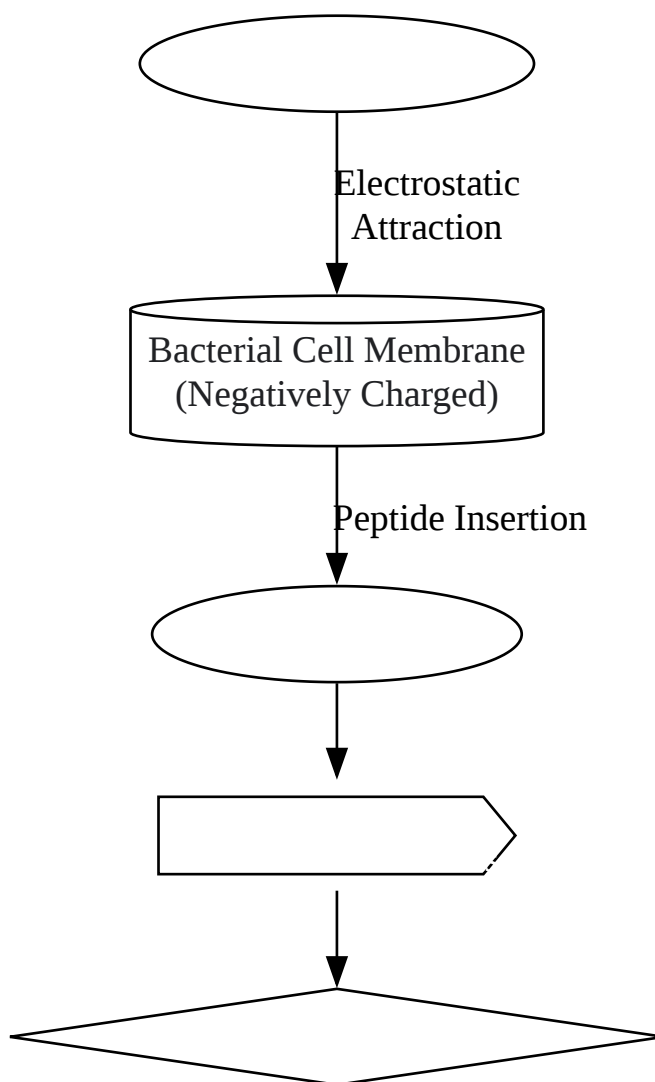 Electrostatic
Attraction
Bacterial Cell Membrane
(Negatively Charged)
Peptide Insertion